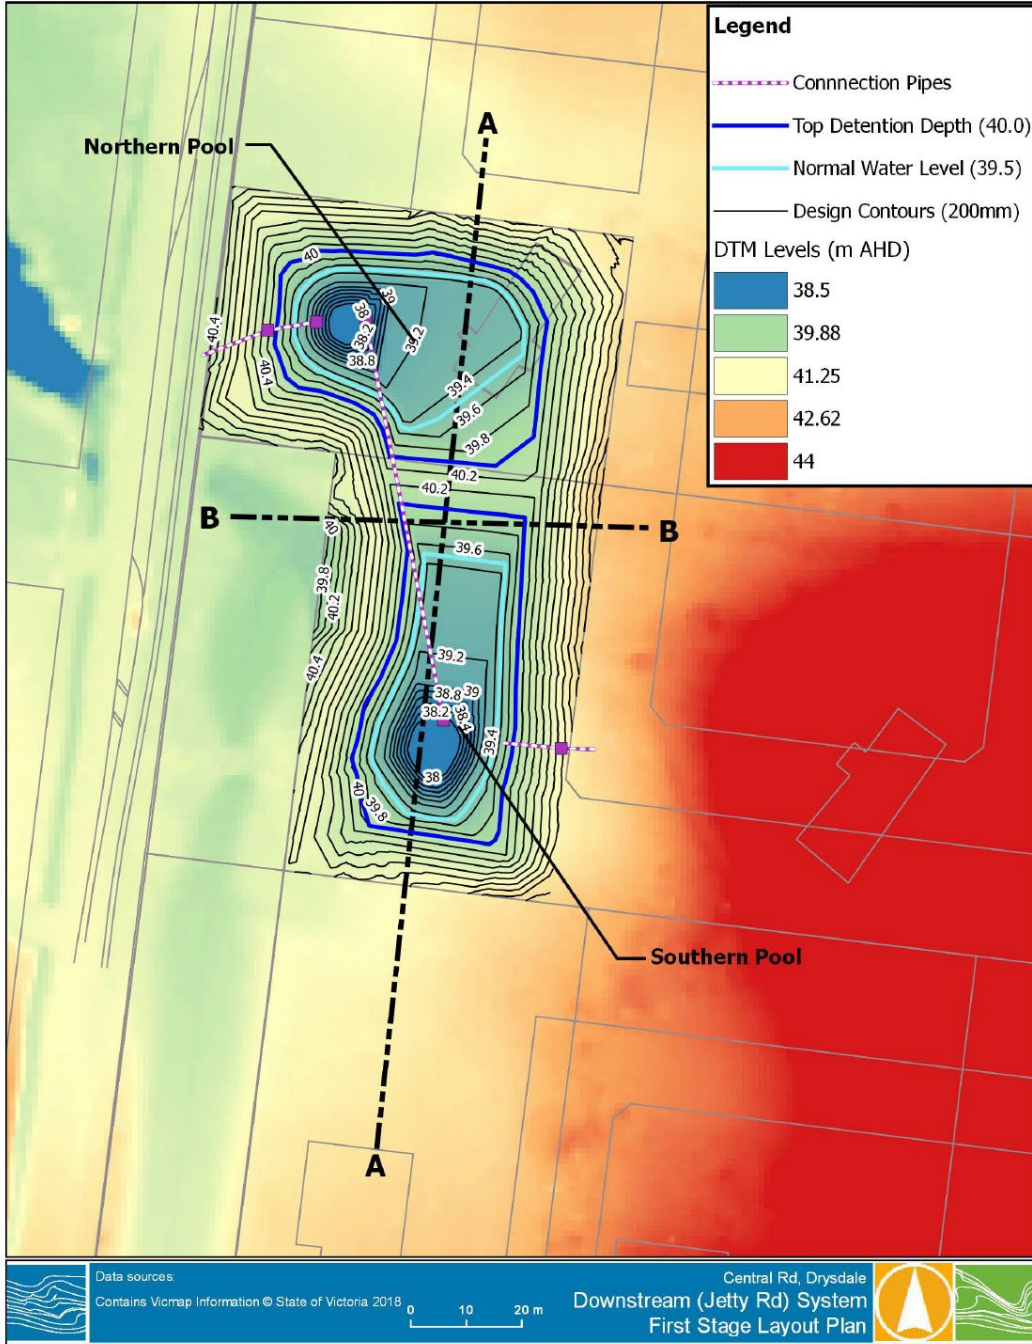 Legend
Connnection Pipes
Top Detention Depth (40.0)
Normal Water Level (39.5)
Design Contours (200mm)
DTM Levels (m AHD)
38.5
39.88
41.25
42.62
44
A
Northern Pool
40
39
38
40.4
38.2
39.2
38.8
40.4
39.4
39.6
39.8
40.2
40.2
B
B
40
39.6
39.8
40.2
39.2
40.4
38.8
39
38.2
38.4
39.4
38
40
39.8
Southern Pool
A
Data sources:
Contains Vicmap Information © State of Victoria 2018
0 10 20 m
Central Rd, Drysdale
Downstream (Jetty Rd) System
First Stage Layout Plan